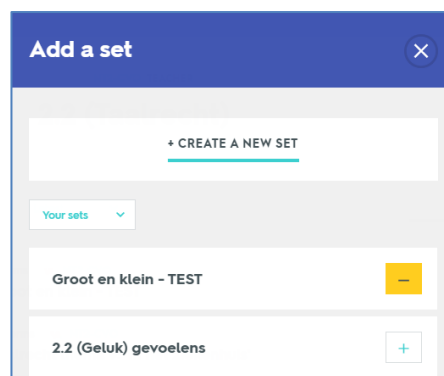 Add a set
+ CREATE A NEW SET
Your sets
Groot en klein - TEST
2.2 (Geluk) gevoelens